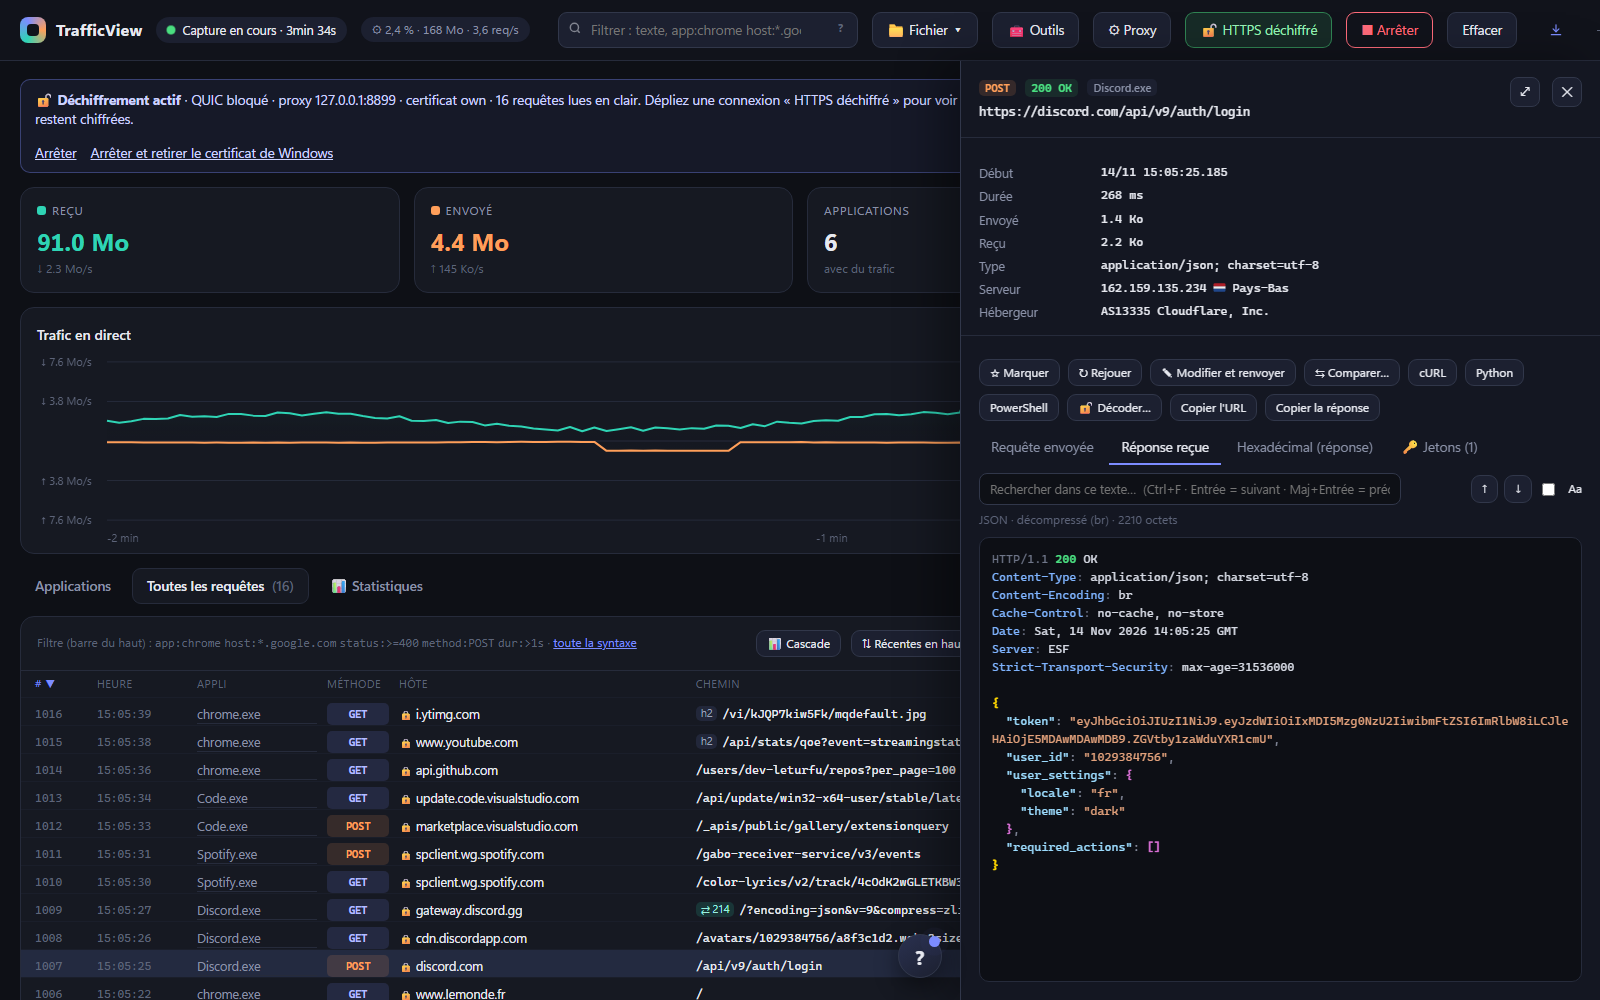 TrafficView
Capture en cours · 3min 34s
2,4 % · 168 Mo · 3,6 req/s
Filtrer : texte, app:chrome host:*.goo
?
Fichier ▾
Outils
Proxy
HTTPS déchiffré
Arrêter
Effacer
Déchiffrement actif · QUIC bloqué · proxy 127.0.0.1:8899 · certificat own · 16 requêtes lues en clair. Dépliez une connexion « HTTPS déchiffré » pour voir
restent chiffrées.
Arrêter
Arrêter et retirer le certificat de Windows
REÇU
91.0 Mo
↓ 2.3 Mo/s
ENVOYÉ
4.4 Mo
↑ 145 Ko/s
APPLICATIONS
6
avec du trafic
Trafic en direct
↓ 7.6 Mo/s
↓ 3.8 Mo/s
↑ 3.8 Mo/s
↑ 7.6 Mo/s
-2 min
-1 min
Applications
Toutes les requêtes (16)
Statistiques
Filtre (barre du haut) : app:chrome host:*.google.com status:>=400 method:POST dur:>1s · toute la syntaxe
Cascade
⇅ Récentes en hau
# ▼ HEURE APPLI MÉTHODE HÔTE CHEMIN
1016 15:05:39 chrome.exe GET i.ytimg.com h2 /vi/kJQP7kiw5Fk/mqdefault.jpg
1015 15:05:38 chrome.exe GET www.youtube.com h2 /api/stats/qoe?event=streamingstat
1014 15:05:36 chrome.exe GET api.github.com /users/dev-leturfu/repos?per_page=100
1013 15:05:34 Code.exe GET update.code.visualstudio.com /api/update/win32-x64-user/stable/late
1012 15:05:33 Code.exe POST marketplace.visualstudio.com /_apis/public/gallery/extensionquery
1011 15:05:31 Spotify.exe POST spclient.wg.spotify.com /gabo-receiver-service/v3/events
1010 15:05:30 Spotify.exe GET spclient.wg.spotify.com /color-lyrics/v2/track/4cOdK2wGLETKBW3
1009 15:05:27 Discord.exe GET gateway.discord.gg ⇄ 214 /?encoding=json&v=9&compress=zli
1008 15:05:26 Discord.exe GET cdn.discordapp.com
1007 15:05:25 Discord.exe POST discord.com /api/v9/auth/login
1006 15:05:22 chrome.exe GET www.lemonde.fr /
?
POST 200 OK Discord.exe
https://discord.com/api/v9/auth/login
Début 14/11 15:05:25.185
Durée 268 ms
Envoyé 1.4 Ko
Reçu 2.2 Ko
Type application/json; charset=utf-8
Serveur 162.159.135.234 Pays-Bas
Hébergeur AS13335 Cloudflare, Inc.
☆ Marquer
↻ Rejouer
✎ Modifier et renvoyer
⇆ Comparer…
cURL
Python
PowerShell
Décoder…
Copier l'URL
Copier la réponse
Requête envoyée
Réponse reçue
Hexadécimal (réponse)
Jetons (1)
Rechercher dans ce texte… (Ctrl+F · Entrée = suivant · Maj+Entrée = préc
↑
↓
Aa
JSON · décompressé (br) · 2210 octets
HTTP/1.1 200 OK
Content-Type: application/json; charset=utf-8
Content-Encoding: br
Cache-Control: no-cache, no-store
Date: Sat, 14 Nov 2026 14:05:25 GMT
Server: ESF
Strict-Transport-Security: max-age=31536000
{
"token": "eyJhbGciOiJIUzI1NiJ9.eyJzdWIiOiIxMDI5Mzg0NzU2IiwibmFtZSI6ImRlbW8iLCJle
HAiOjE5MDAwMDAwMDB9.ZGVtby1zaWduYXR1cmU",
"user_id": "1029384756",
"user_settings": {
"locale": "fr",
"theme": "dark"
},
"required_actions": []
}